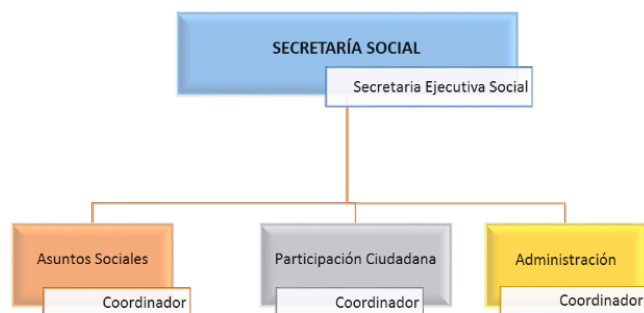 SECRETARÍA SOCIAL
Secretaria Ejecutiva Social
Asuntos Sociales
Coordinador
Participación Ciudadana
Coordinador
Administración
Coordinador